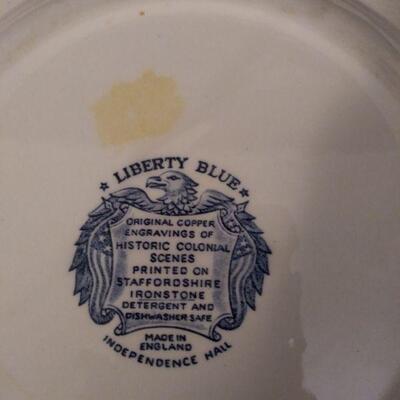 ★ LIBERTY BLUE ★
ORIGINAL COPPER
ENGRAVINGS OF
HISTORIC COLONIAL
SCENES
PRINTED ON
STAFFORDSHIRE
IRONSTONE
DETERGENT AND
DISHWASHER SAFE
MADE IN
ENGLAND
INDEPENDENCE HALL